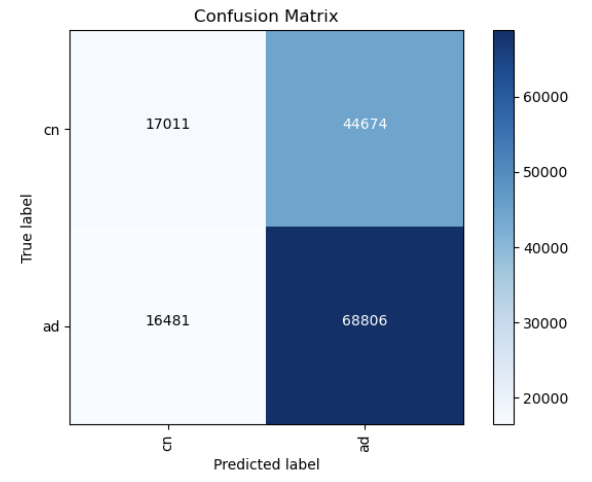 Confusion Matrix
cn
17011
44674
60000
50000
True label
40000
ad
16481
68806
30000
20000
cn
ad
Predicted label